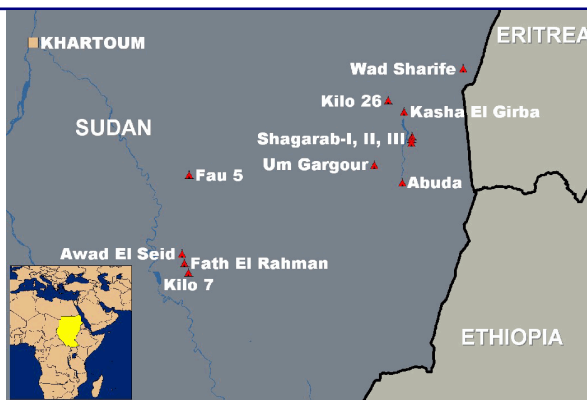 KHARTOUM
ERITREA
Wad Sharife
Kilo 26
Kasha El Girba
SUDAN
Shagarab-I, II, III
Um Gargour
Fau 5
Abuda
Awad El Seid
Fath El Rahman
Kilo 7
ETHIOPIA